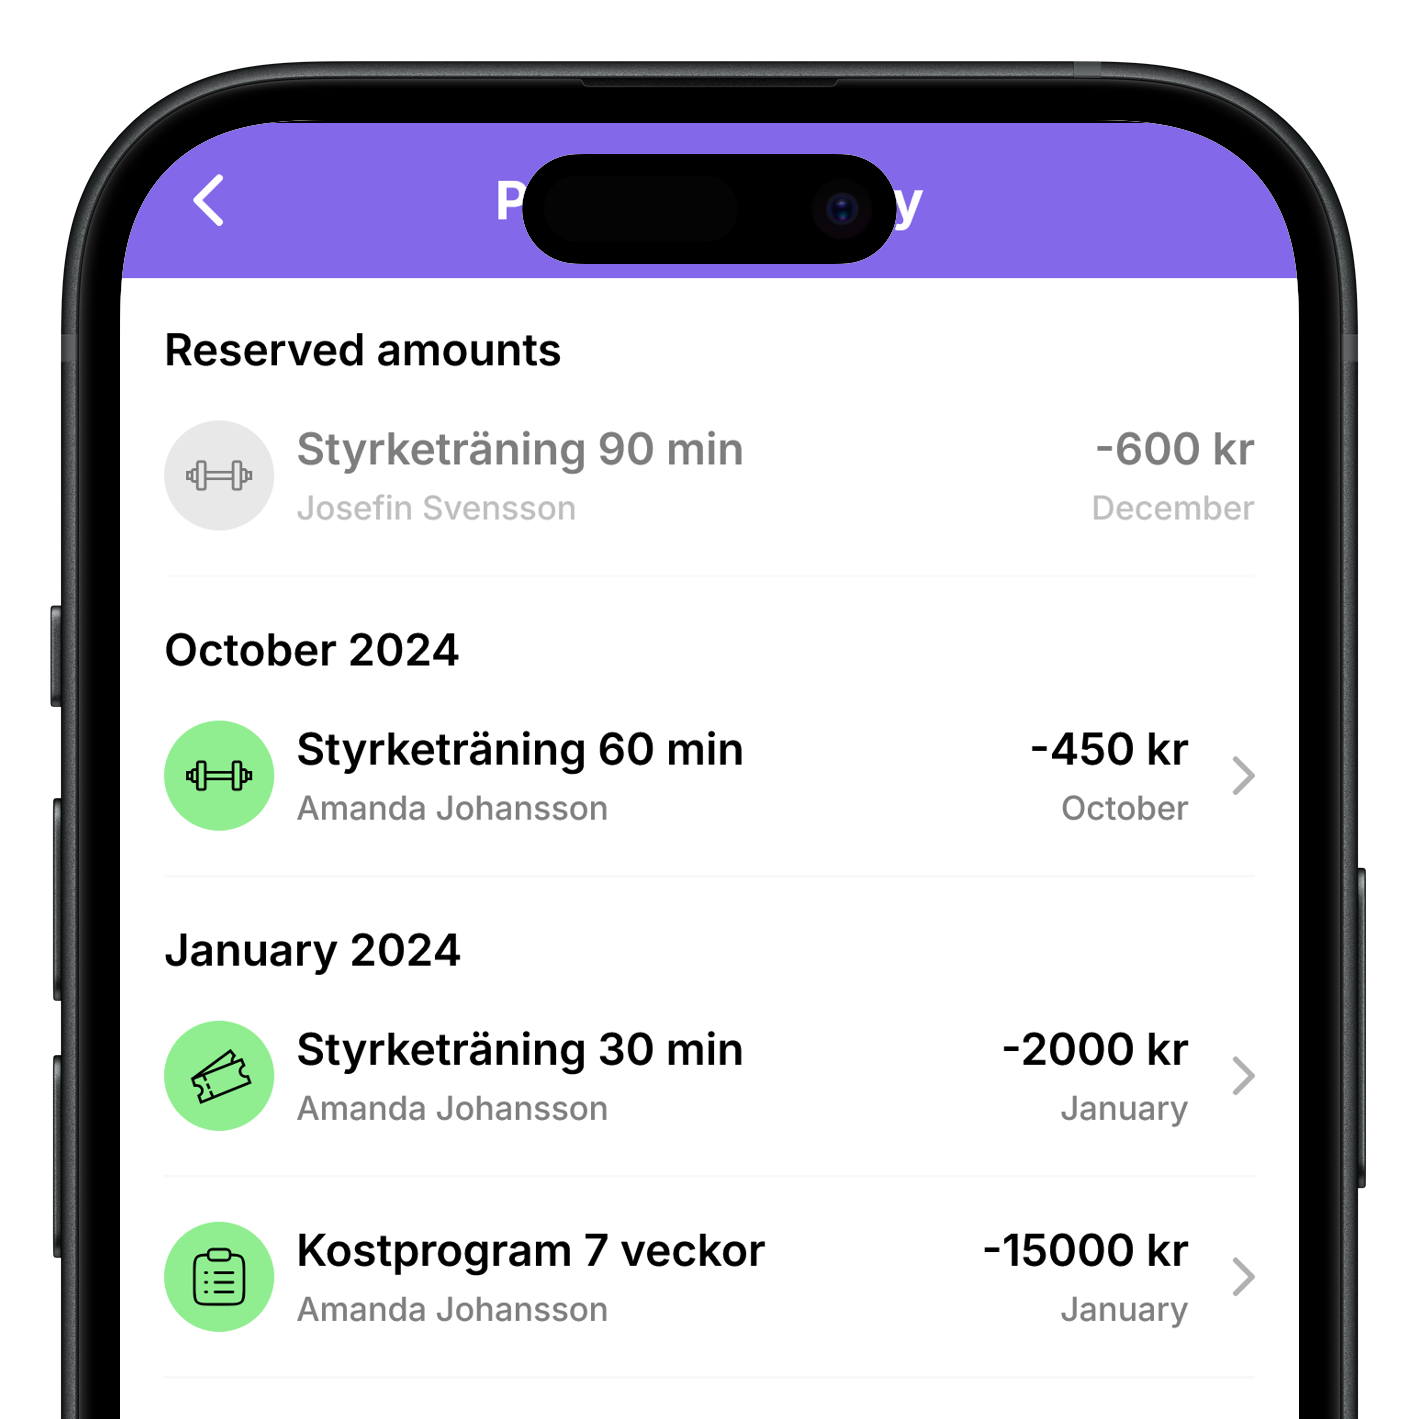 Reserved amounts
Styrketräning 90 min
-600 kr
Josefin Svensson
December
October 2024
Styrketräning 60 min
-450 kr
Amanda Johansson
October
January 2024
Styrketräning 30 min
-2000 kr
Amanda Johansson
January
Kostprogram 7 veckor
-15000 kr
Amanda Johansson
January